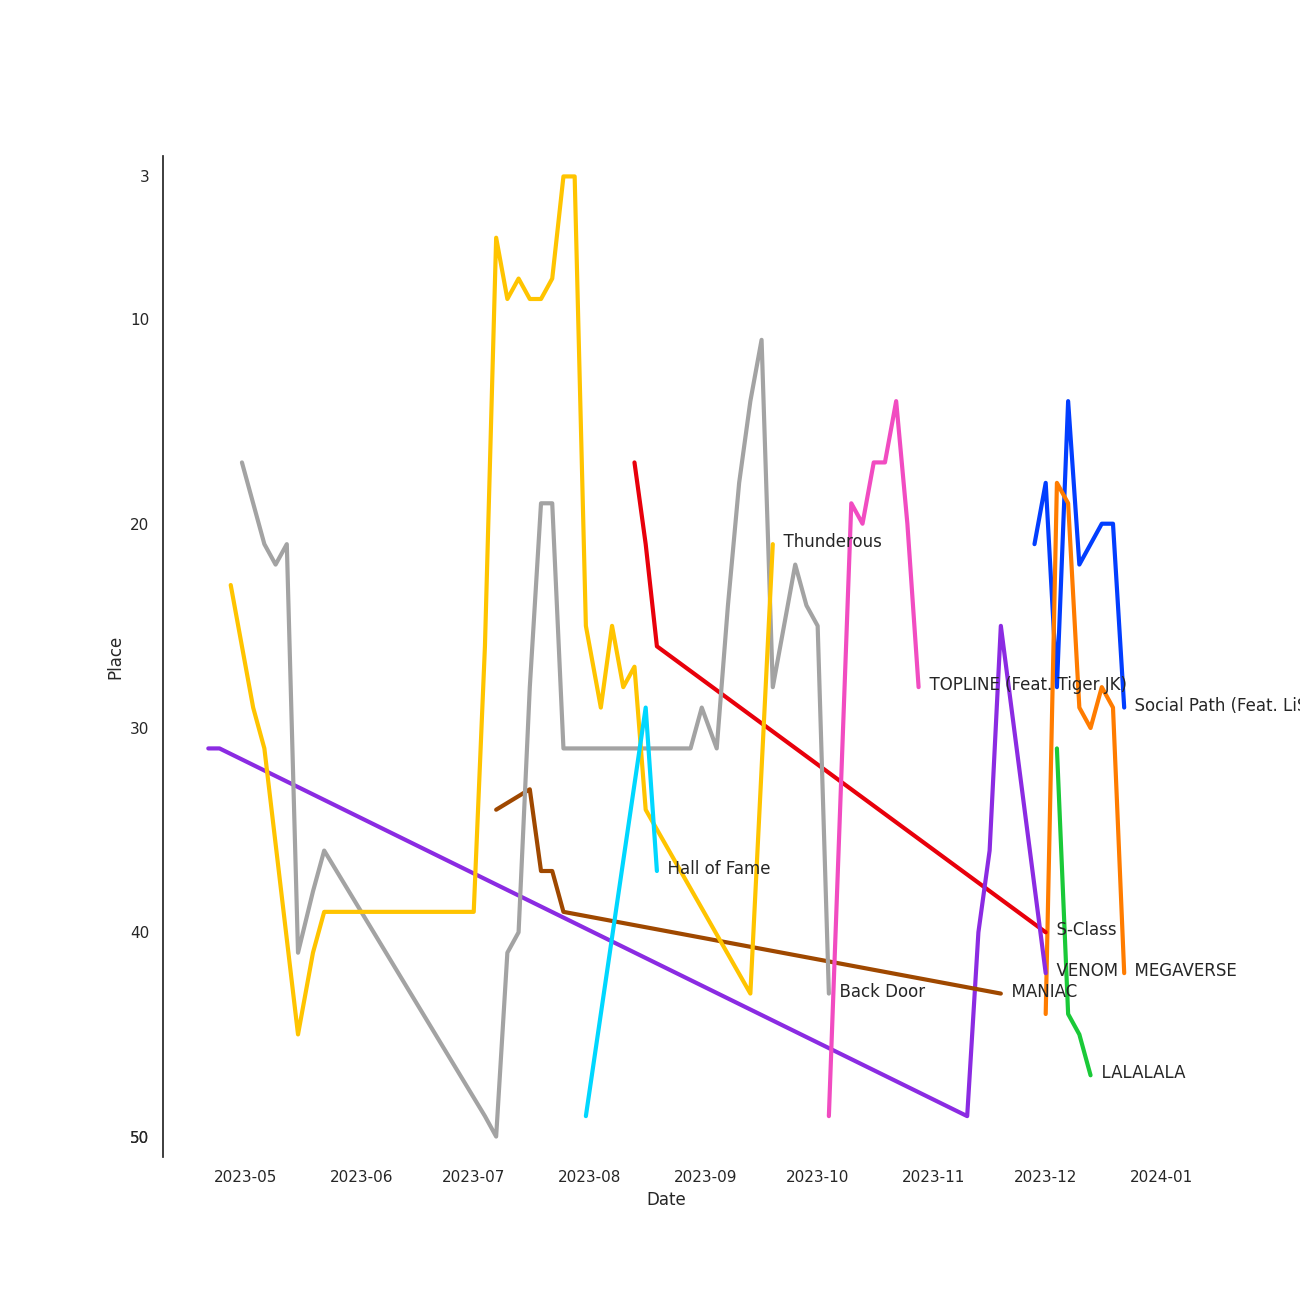 3
10
20
30
40
50
Place
Thunderous
TOPLINE (Feat. Tiger JK)
Social Path (Feat. LiS
Hall of Fame
S-Class
VENOM
MEGAVERSE
Back Door
MANIAC
LALALALA
2023-05
2023-06
2023-07
2023-08
2023-09
2023-10
2023-11
2023-12
2024-01
Date